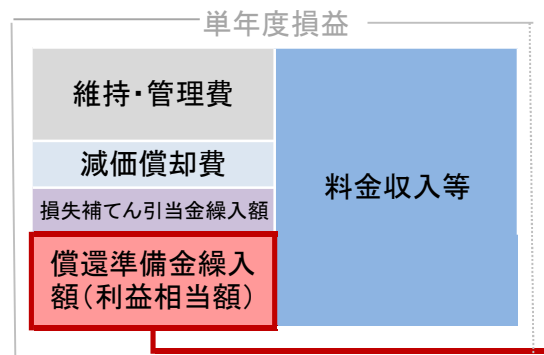 単年度損益
維持・管理費
減価償却費
損失補てん引当金繰入額
償還準備金繰入
額(利益相当額)
料金収入等